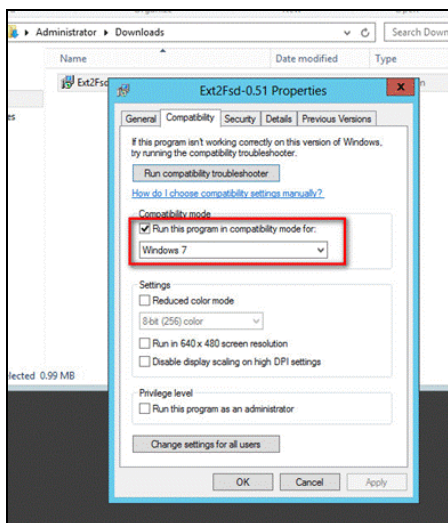 Administrator ▸ Downloads
Search Down
Name
Date modified
Type
Ext2Fsd
Ext2Fsd-0.51 Properties
General
Compatibility
Security
Details
Previous Versions
If this program isn't working correctly on this version of Windows,
try running the compatibility troubleshooter.
Run compatibility troubleshooter
How do I choose compatibility settings manually?
Compatibility mode
Run this program in compatibility mode for:
Windows 7
Settings
Reduced color mode
8-bit (256) color
Run in 640 x 480 screen resolution
Disable display scaling on high DPI settings
Privilege level
Run this program as an administrator
Change settings for all users
OK
Cancel
Apply
lected 0.99 MB